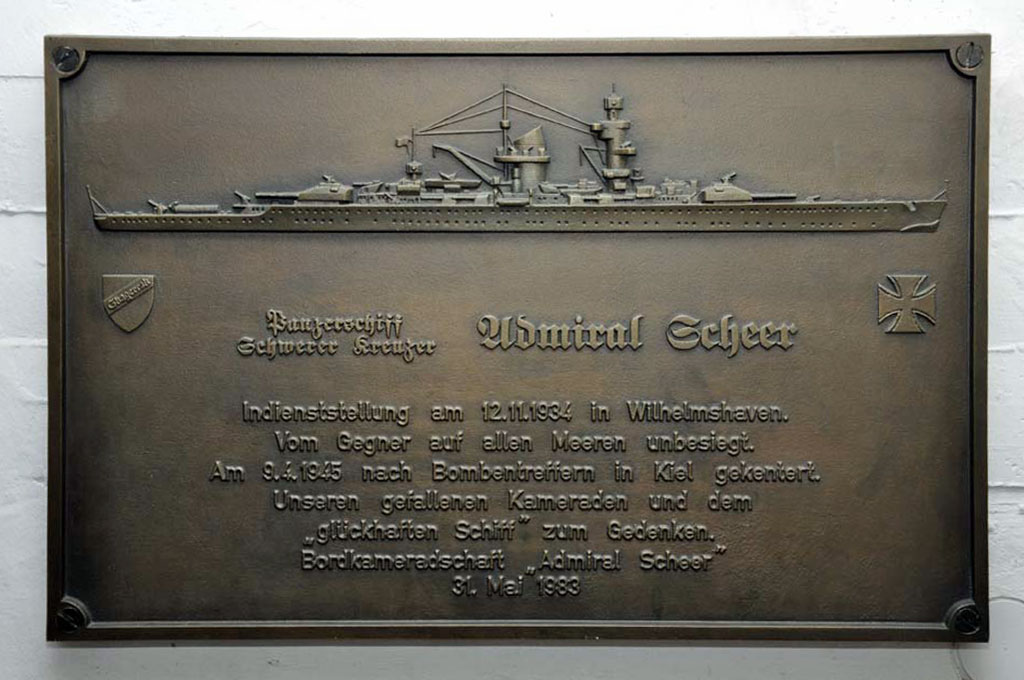 Skagerrak
Panzerschiff
Schwerer Kreuzer
Admiral Scheer
Indienststellung am 12.11.1934 in Wilhelmshaven.
Vom Gegner auf allen Meeren unbesiegt.
Am 9.4.1945 nach Bombentreffern in Kiel gekentert.
Unseren gefallenen Kameraden und dem
„glückhaften Schiff” zum Gedenken.
Bordkameradschaft „Admiral Scheer”
31. Mai 1983